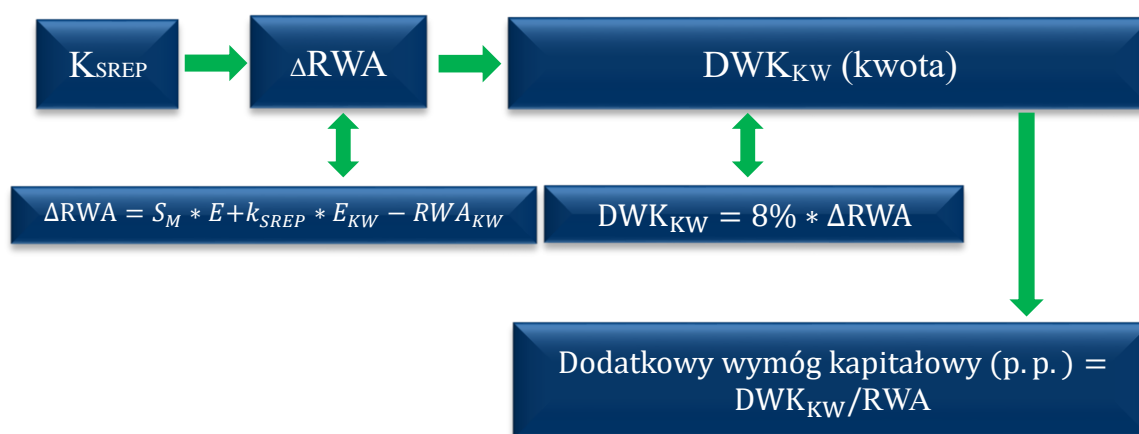 KSREP
ΔRWA
DWKKW (kwota)
ΔRWA = SM * E+kSREP * EKW − RWAKW
DWKKW = 8% * ΔRWA
Dodatkowy wymóg kapitałowy (p. p. ) =
DWKKW/RWA